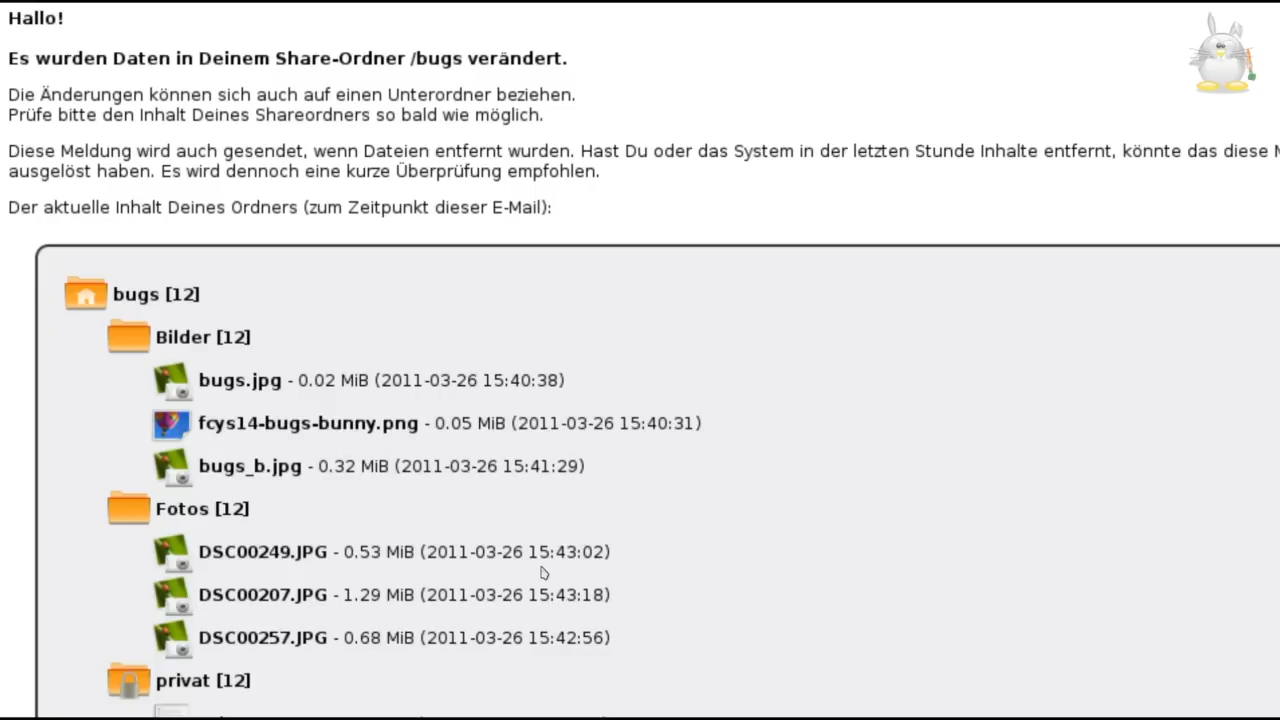 Hallo!
Es wurden Daten in Deinem Share-Ordner /bugs verändert.
Die Änderungen können sich auch auf einen Unterordner beziehen.
Prüfe bitte den Inhalt Deines Shareordners so bald wie möglich.
Diese Meldung wird auch gesendet, wenn Dateien entfernt wurden. Hast Du oder das System in der letzten Stunde Inhalte entfernt, könnte das diese
ausgelöst haben. Es wird dennoch eine kurze Überprüfung empfohlen.
Der aktuelle Inhalt Deines Ordners (zum Zeitpunkt dieser E-Mail):
bugs [12]
Bilder [12]
bugs.jpg - 0.02 MiB (2011-03-26 15:40:38)
fcys14-bugs-bunny.png - 0.05 MiB (2011-03-26 15:40:31)
bugs_b.jpg - 0.32 MiB (2011-03-26 15:41:29)
Fotos [12]
DSC00249.JPG - 0.53 MiB (2011-03-26 15:43:02)
DSC00207.JPG - 1.29 MiB (2011-03-26 15:43:18)
DSC00257.JPG - 0.68 MiB (2011-03-26 15:42:56)
privat [12]